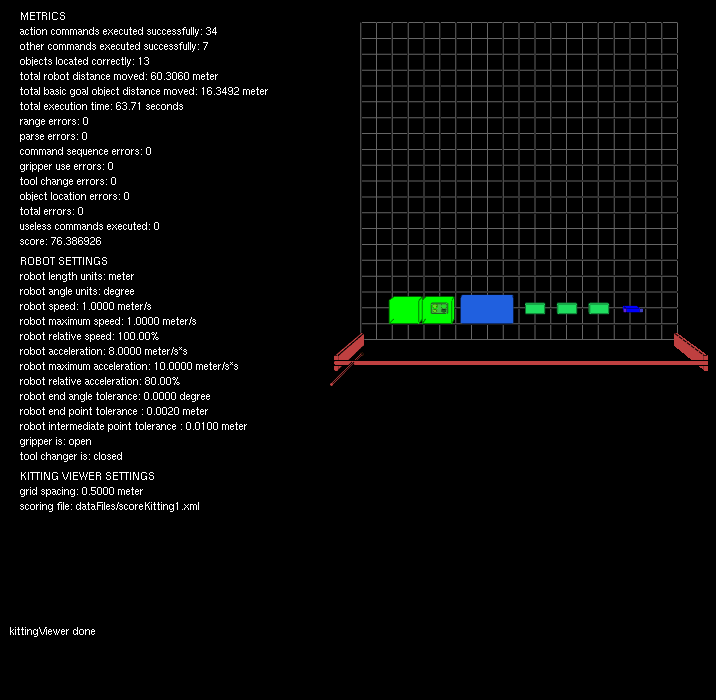 METRICS
action commands executed successfully: 34
other commands executed successfully: 7
objects located correctly: 13
total robot distance moved: 60.3060 meter
total basic goal object distance moved: 16.3492 meter
total execution time: 63.71 seconds
range errors: 0
parse errors: 0
command sequence errors: 0
gripper use errors: 0
tool change errors: 0
object location errors: 0
total errors: 0
useless commands executed: 0
score: 76.386926
ROBOT SETTINGS
robot length units: meter
robot angle units: degree
robot speed: 1.0000 meter/s
robot maximum speed: 1.0000 meter/s
robot relative speed: 100.00%
robot acceleration: 8.0000 meter/s*s
robot maximum acceleration: 10.0000 meter/s*s
robot relative acceleration: 80.00%
robot end angle tolerance: 0.0000 degree
robot end point tolerance : 0.0020 meter
robot intermediate point tolerance : 0.0100 meter
gripper is: open
tool changer is: closed
KITTING VIEWER SETTINGS
grid spacing: 0.5000 meter
scoring file: dataFiles/scoreKitting1.xml
kittingViewer done